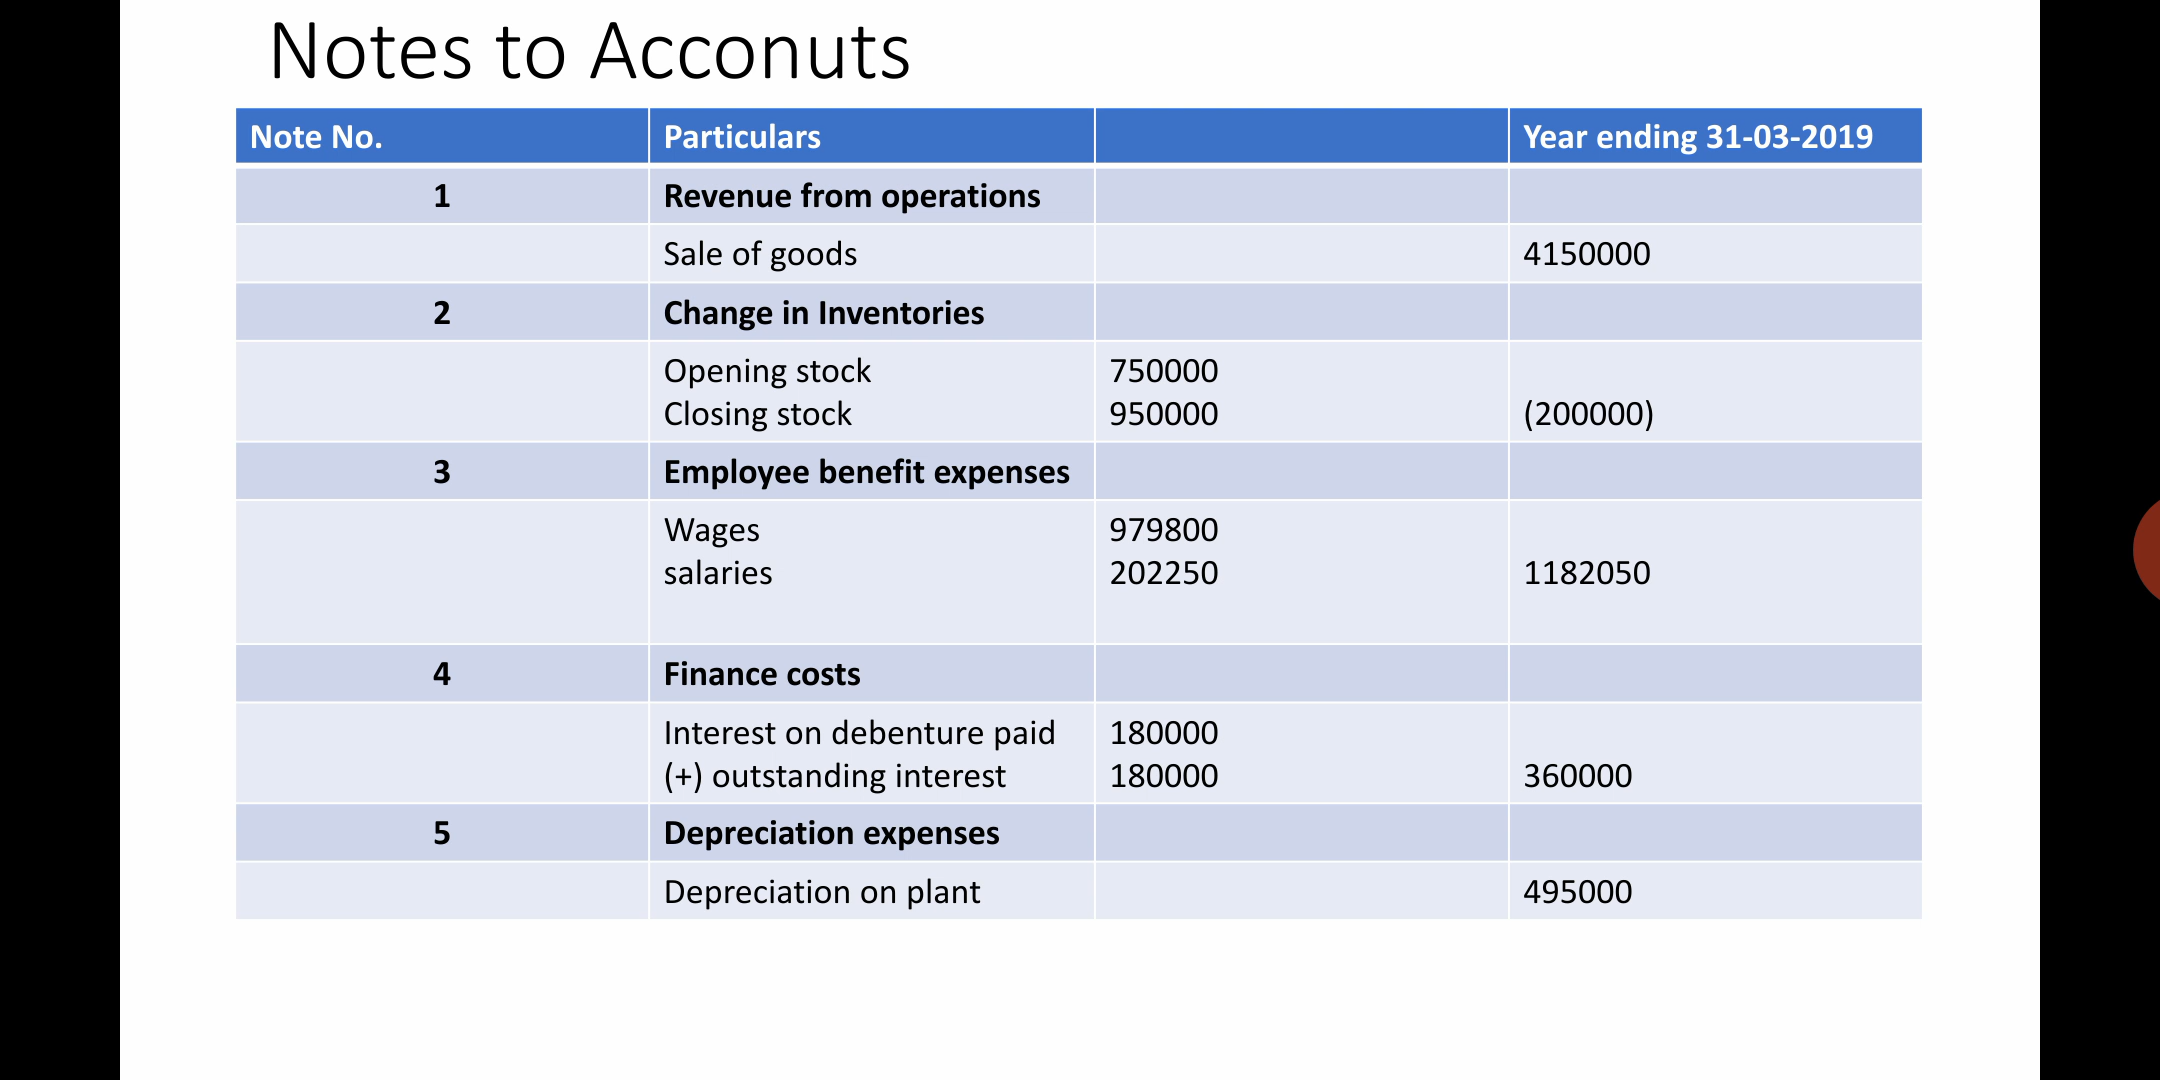 Notes to Acconuts
Note No. Particulars Year ending 31-03-2019
1 Revenue from operations
Sale of goods 4150000
2 Change in Inventories
Opening stock 750000
Closing stock 950000 (200000)
3 Employee benefit expenses
Wages 979800
salaries 202250 1182050
4 Finance costs
Interest on debenture paid 180000
(+) outstanding interest 180000 360000
5 Depreciation expenses
Depreciation on plant 495000